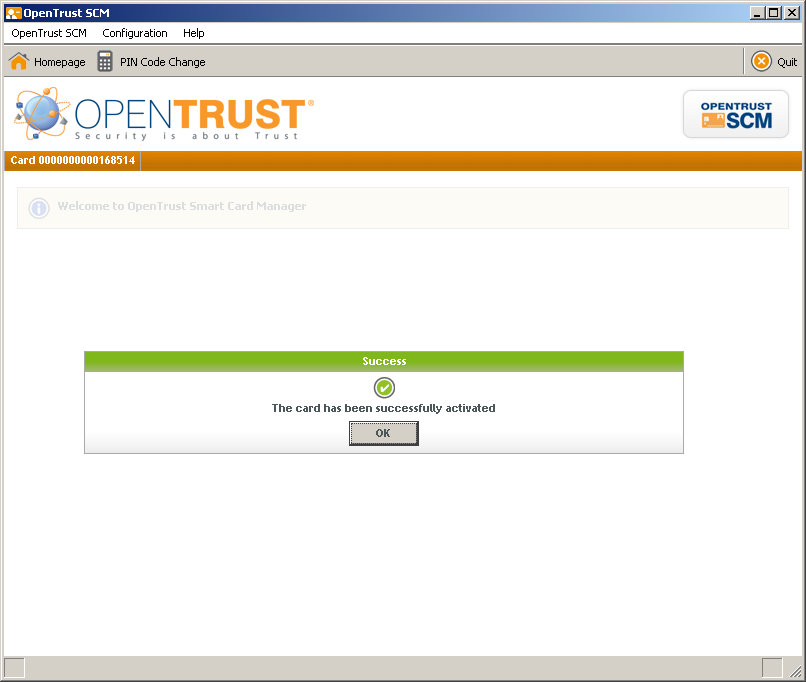 OpenTrust SCM
OpenTrust SCM Configuration Help
Homepage PIN Code Change Quit
OPENTRUST®
Security is about Trust
OPENTRUST
SCM
Card 0000000000168514
Welcome to OpenTrust Smart Card Manager
Success
The card has been successfully activated
OK